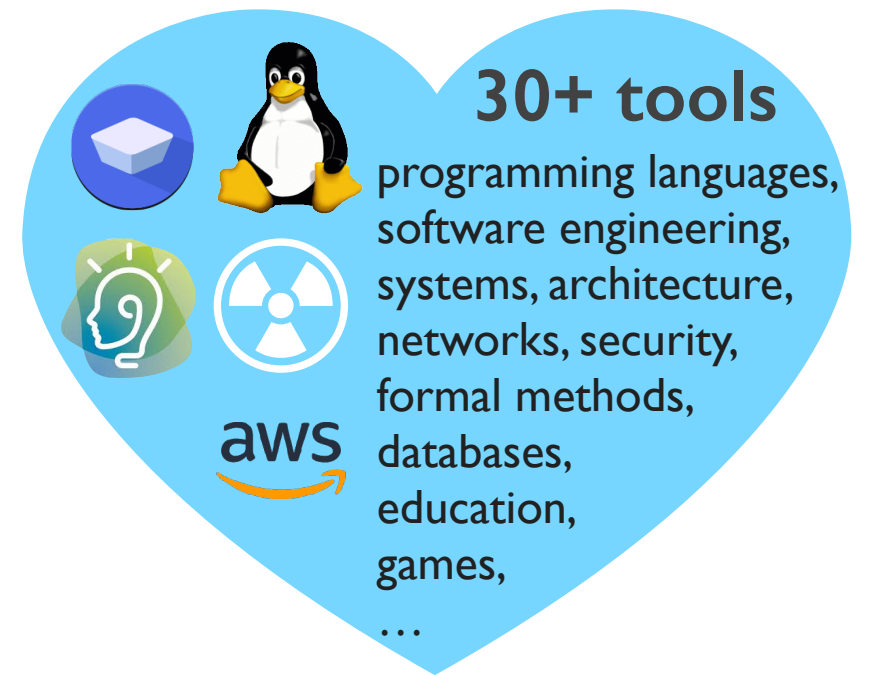 30+ tools
programming languages,
software engineering,
systems, architecture,
networks, security,
formal methods,
databases,
education,
games,
…
aws